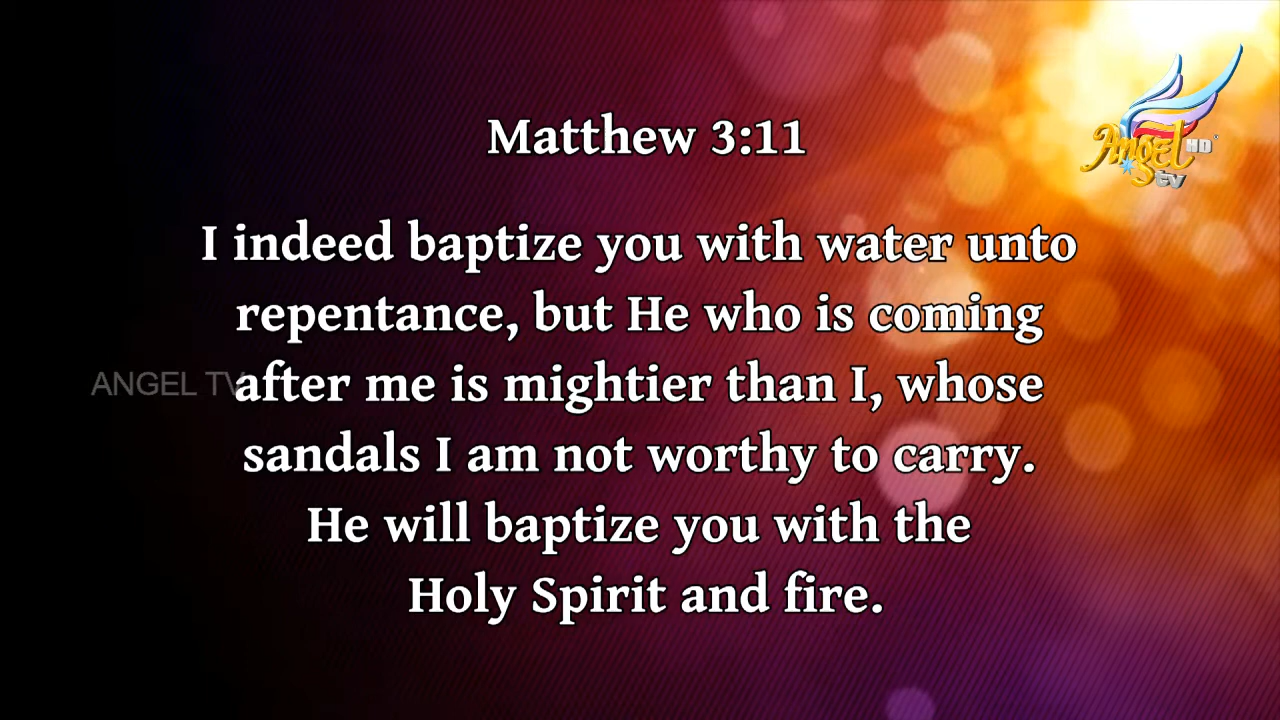 Matthew 3:11
Angel HD
tv
I indeed baptize you with water unto
repentance, but He who is coming
ANGEL TV
after me is mightier than I, whose
sandals I am not worthy to carry.
He will baptize you with the
Holy Spirit and fire.